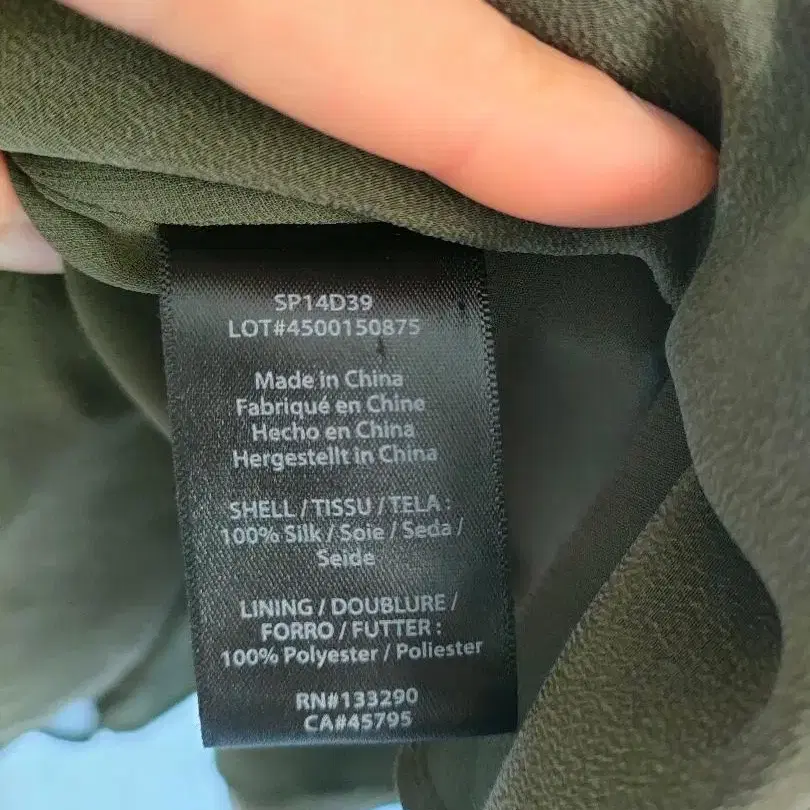 SP14D39
LOT#4500150875
Made in China
Fabriqué en Chine
Hecho en China
Hergestellt in China
SHELL / TISSU / TELA :
100% Silk / Soie / Seda /
Seide
LINING / DOUBLURE /
FORRO / FUTTER :
100% Polyester / Poliester
RN#133290
CA#45795